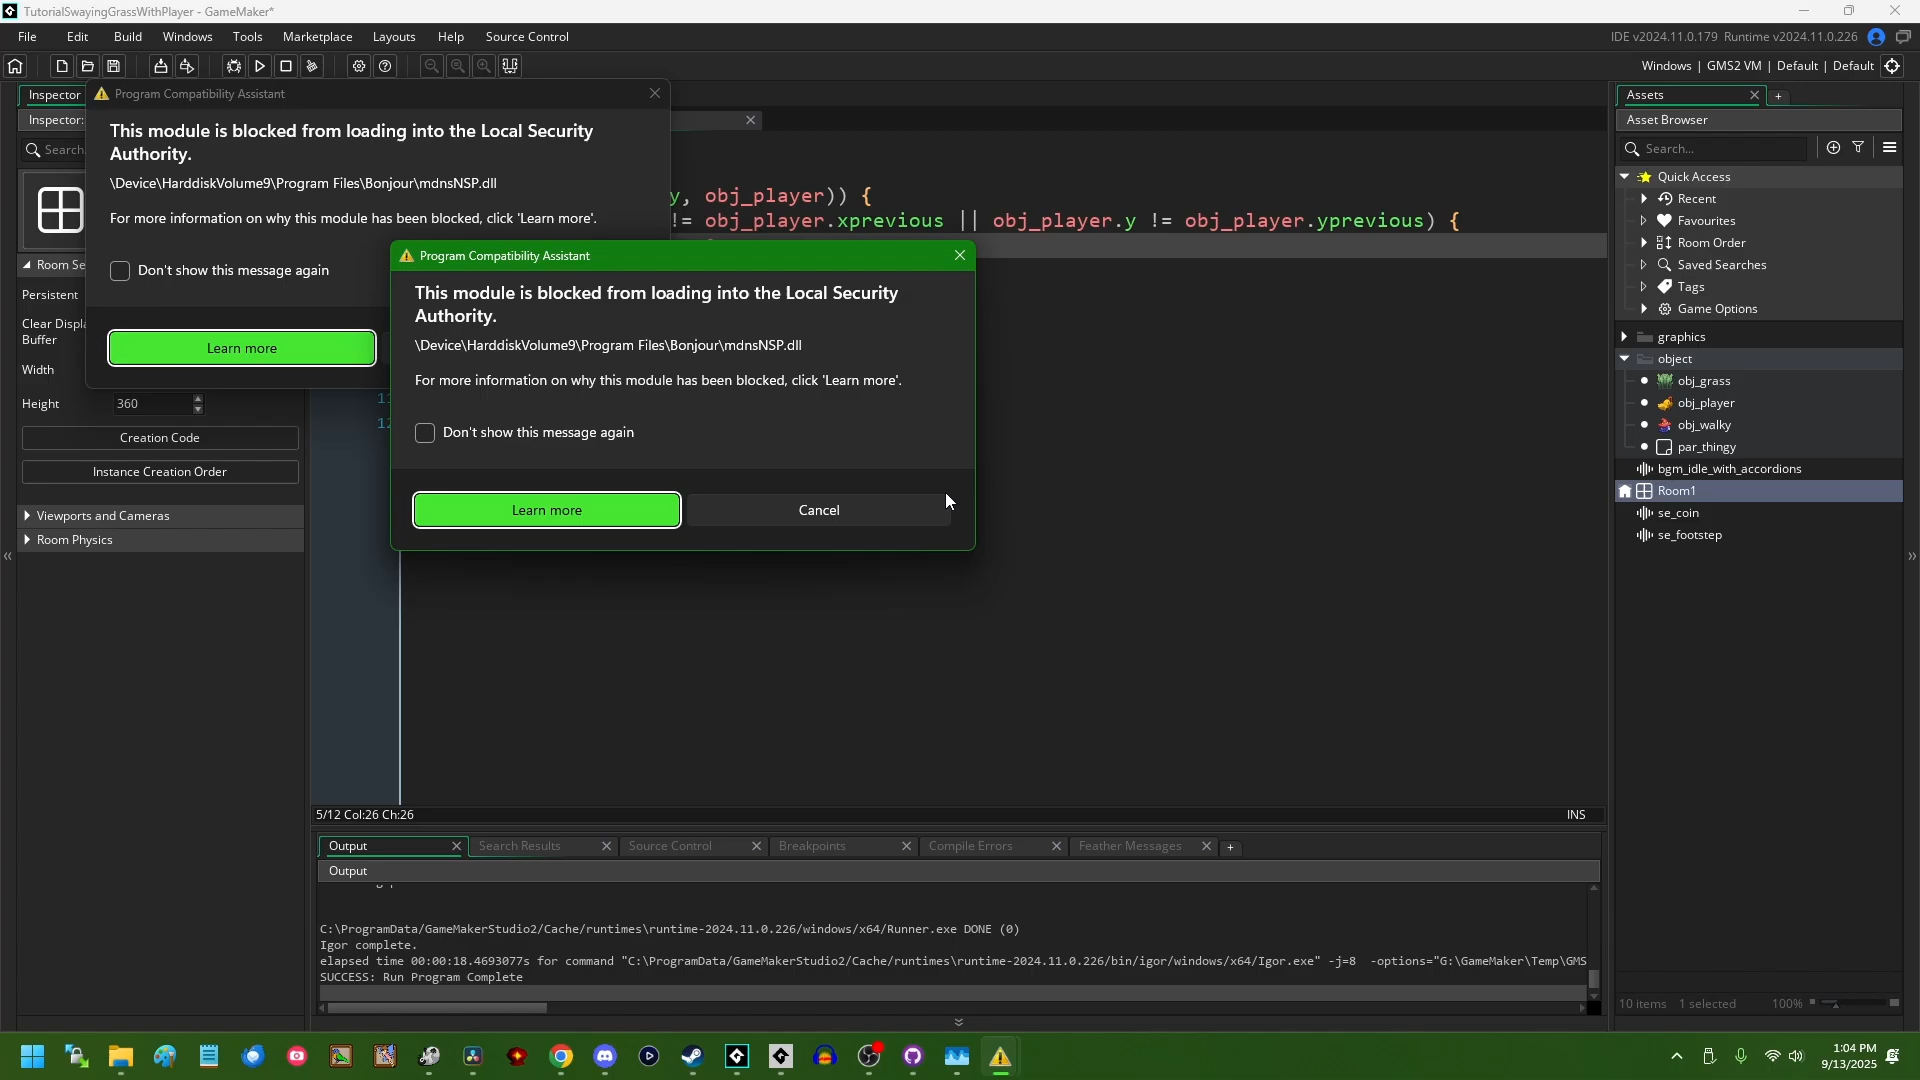 TutorialSwayingGrassWithPlayer - GameMaker*
File Edit Build Windows Tools Marketplace Layouts Help Source Control
IDE v2024.11.0.179 Runtime v2024.11.0.226
Windows | GMS2 VM | Default | Default
Inspector
Inspector:
Search
Room Se
Persistent
Clear Displa
Buffer
Width
Height 360
Creation Code
Instance Creation Order
Viewports and Cameras
Room Physics
Program Compatibility Assistant
This module is blocked from loading into the Local Security
Authority.
\Device\HarddiskVolume9\Program Files\Bonjour\mdnsNSP.dll
For more information on why this module has been blocked, click 'Learn more'.
Don't show this message again
Learn more
Program Compatibility Assistant
This module is blocked from loading into the Local Security
Authority.
\Device\HarddiskVolume9\Program Files\Bonjour\mdnsNSP.dll
For more information on why this module has been blocked, click 'Learn more'.
Don't show this message again
Learn more Cancel
y, obj_player)) {
!= obj_player.xprevious || obj_player.y != obj_player.yprevious) {
5/12 Col:26 Ch:26 INS
Output Search Results Source Control Breakpoints Compile Errors Feather Messages +
Output
C:\ProgramData/GameMakerStudio2/Cache/runtimes\runtime-2024.11.0.226/windows/x64/Runner.exe DONE (0)
Igor complete.
elapsed time 00:00:18.4693077s for command "C:\ProgramData/GameMakerStudio2/Cache/runtimes\runtime-2024.11.0.226/bin/igor/windows/x64/Igor.exe" -j=8 -options="G:\GameMaker\Temp\GMS
SUCCESS: Run Program Complete
Assets +
Asset Browser
Search...
Quick Access
Recent
Favourites
Room Order
Saved Searches
Tags
Game Options
graphics
object
obj_grass
obj_player
obj_walky
par_thingy
bgm_idle_with_accordions
Room1
se_coin
se_footstep
10 items 1 selected 100%
1:04 PM
9/13/2025